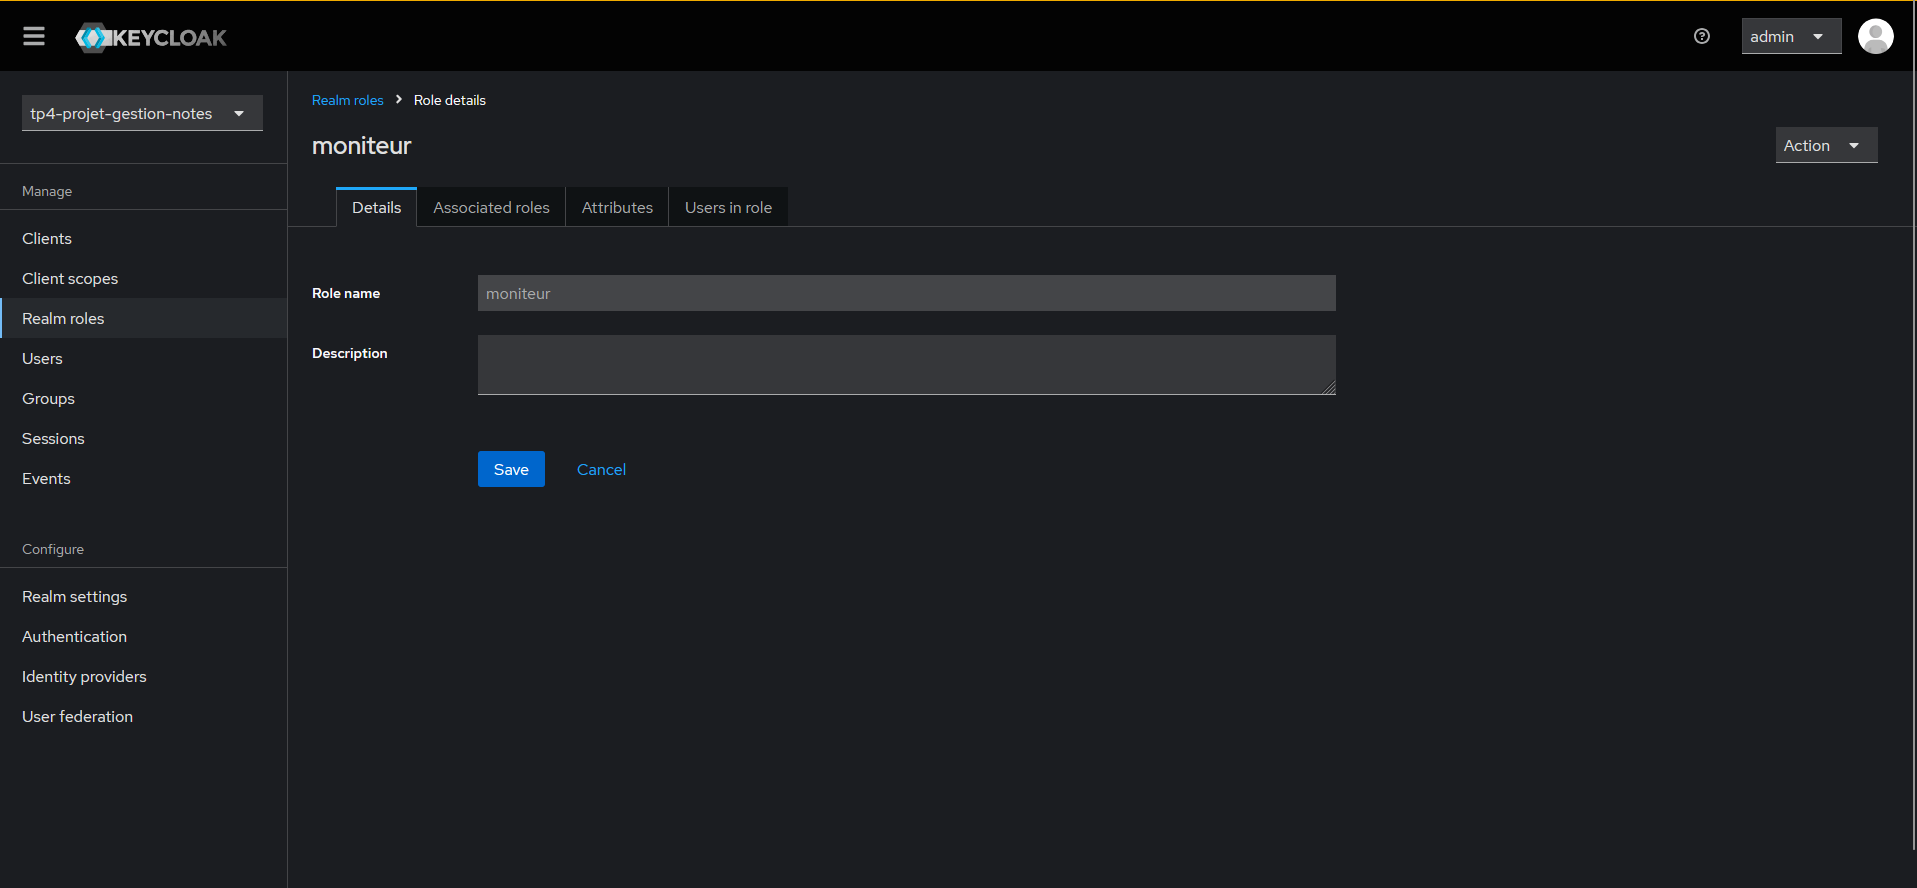 KEYCLOAK
admin
tp4-projet-gestion-notes
Manage
Clients
Client scopes
Realm roles
Users
Groups
Sessions
Events
Configure
Realm settings
Authentication
Identity providers
User federation
Realm roles > Role details
moniteur
Action
Details Associated roles Attributes Users in role
Role name moniteur
Description
Save Cancel